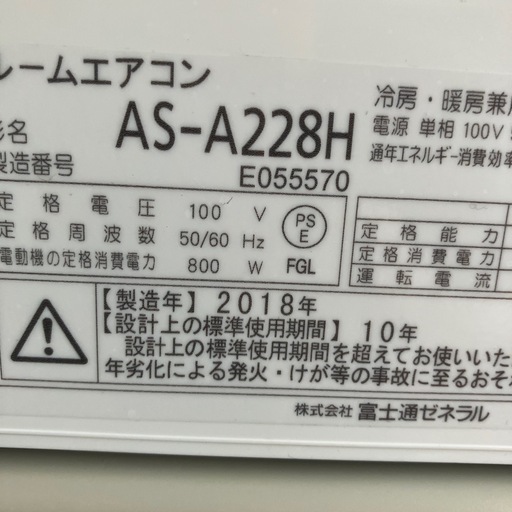 ルームエアコン
冷房・暖房兼用
形名 AS-A228H
電源 単相 100V
製造番号 E055570
通年エネルギー消費効率
定格電圧 100 V
定格周波数 50/60 Hz
電動機の定格消費電力 800 W
PS
E
FGL
定格能力
定格消費電力
運転電流
【製造年】2018年
【設計上の標準使用期間】10年
設計上の標準使用期間を超えてお使いいた
年劣化による発火・けが等の事故に至るおそ
株式会社 富士通ゼネラル